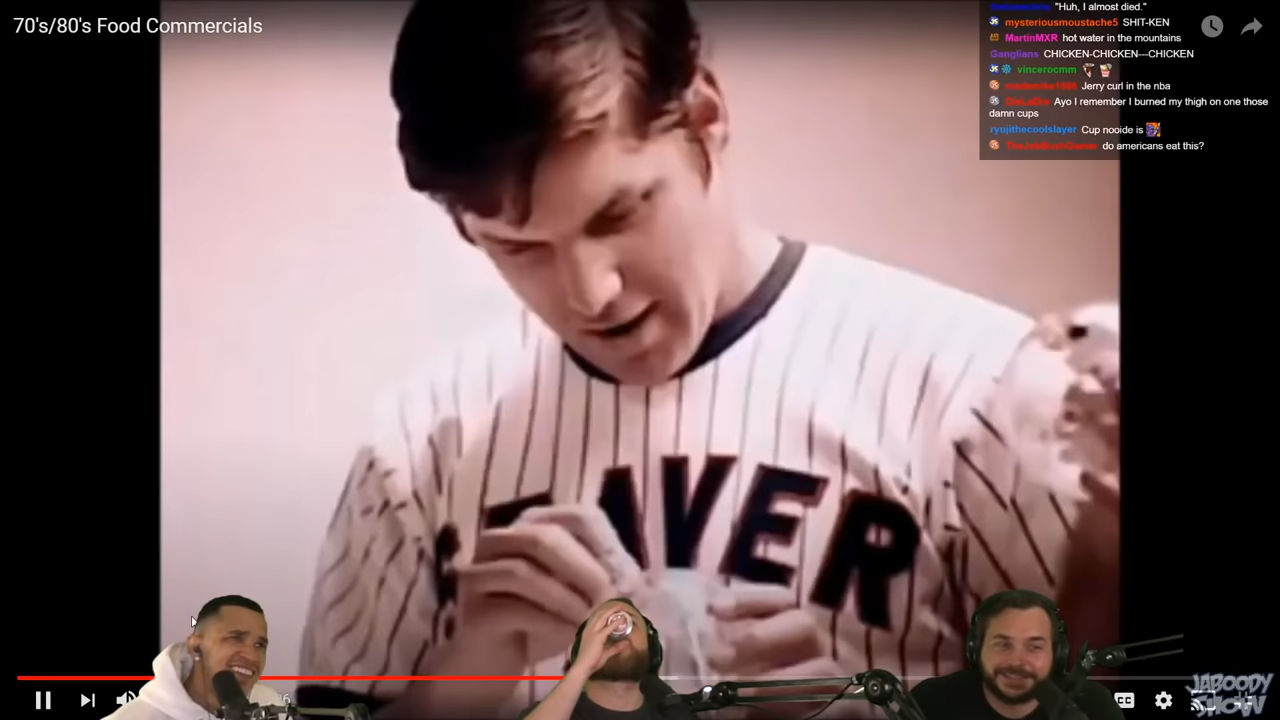 70's/80's Food Commercials
"Huh, I almost died."
mysteriousmoustache5 SHIT-KEN
MartinMXR hot water in the mountains
Ganglians CHICKEN-CHICKEN---CHICKEN
vincerocmm
Jerry curl in the nba
Ayo I remember I burned my thigh on one those
damn cups
ryujithecoolslayer Cup nooide is
do americans eat this?
AVER
CC
JABOODY
SHOW